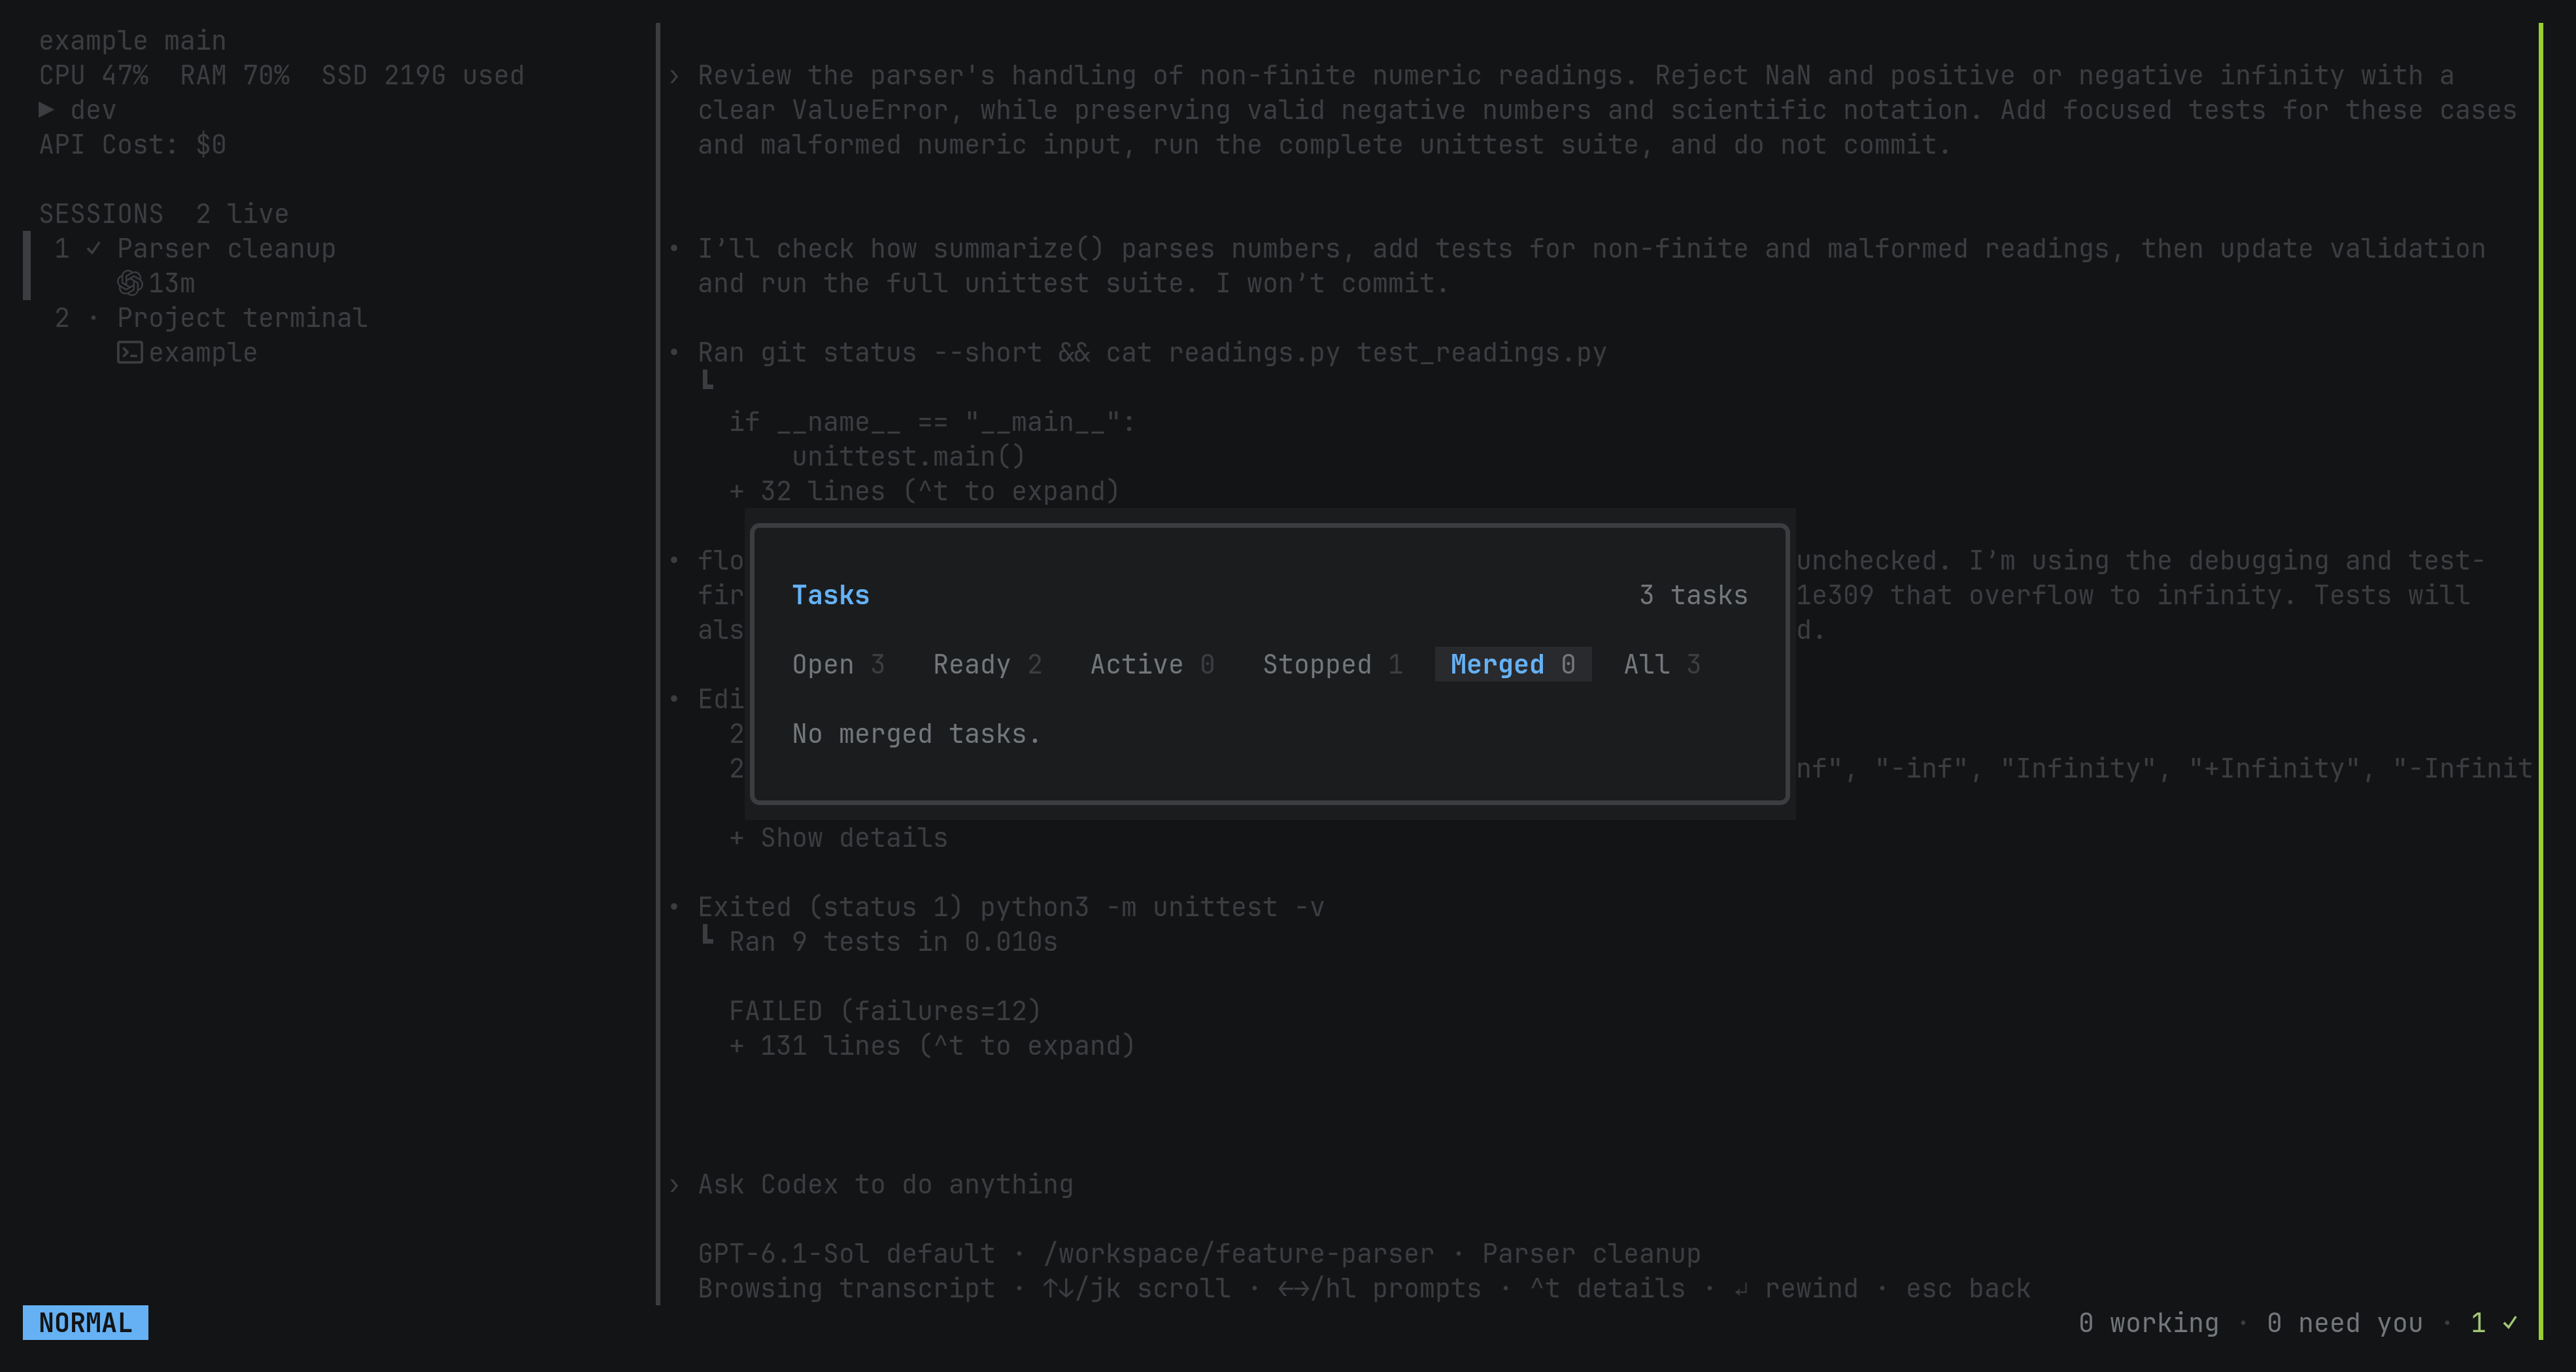 example main
CPU 47%  RAM 70%  SSD 219G used
▶ dev
API Cost: $0
SESSIONS  2 live
1 ✓ Parser cleanup
13m
2 · Project terminal
example
› Review the parser's handling of non-finite numeric readings. Reject NaN and positive or negative infinity with a
clear ValueError, while preserving valid negative numbers and scientific notation. Add focused tests for these cases
and malformed numeric input, run the complete unittest suite, and do not commit.
• I’ll check how summarize() parses numbers, add tests for non-finite and malformed readings, then update validation
and run the full unittest suite. I won’t commit.
• Ran git status --short && cat readings.py test_readings.py
┗
if __name__ == "__main__":
unittest.main()
+ 32 lines (^t to expand)
• flo unchecked. I’m using the debugging and test-
fir 1e309 that overflow to infinity. Tests will
als d.
• Edi
2
2 nf", "-inf", "Infinity", "+Infinity", "-Infinit
+ Show details
Tasks 3 tasks
Open 3  Ready 2  Active 0  Stopped 1  Merged 0  All 3
No merged tasks.
• Exited (status 1) python3 -m unittest -v
┗ Ran 9 tests in 0.010s
FAILED (failures=12)
+ 131 lines (^t to expand)
› Ask Codex to do anything
GPT-6.1-Sol default · /workspace/feature-parser · Parser cleanup
Browsing transcript · ↑↓/jk scroll · ←→/hl prompts · ^t details · ↵ rewind · esc back
NORMAL 0 working · 0 need you · 1 ✓